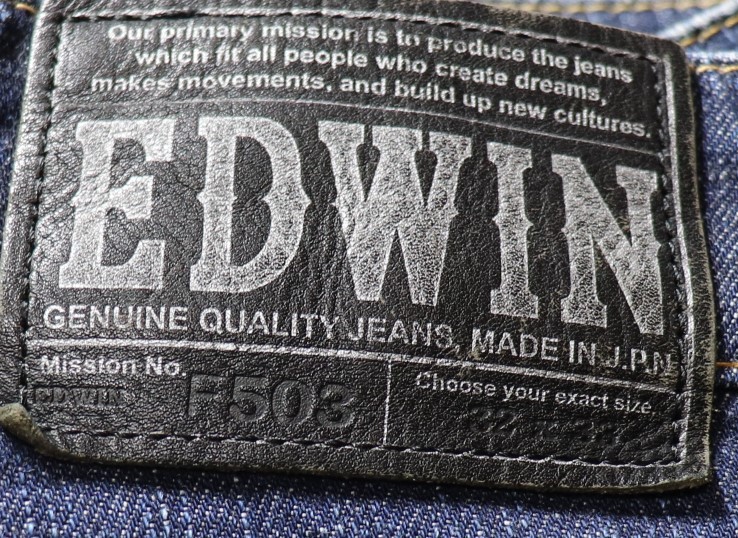 Our primary mission is to produce the jeans
which fit all people who create dreams,
makes movements, and build up new cultures.
EDWIN
GENUINE QUALITY JEANS, MADE IN J.P.N
Mission No.
EDWIN
F503
Choose your exact size
32